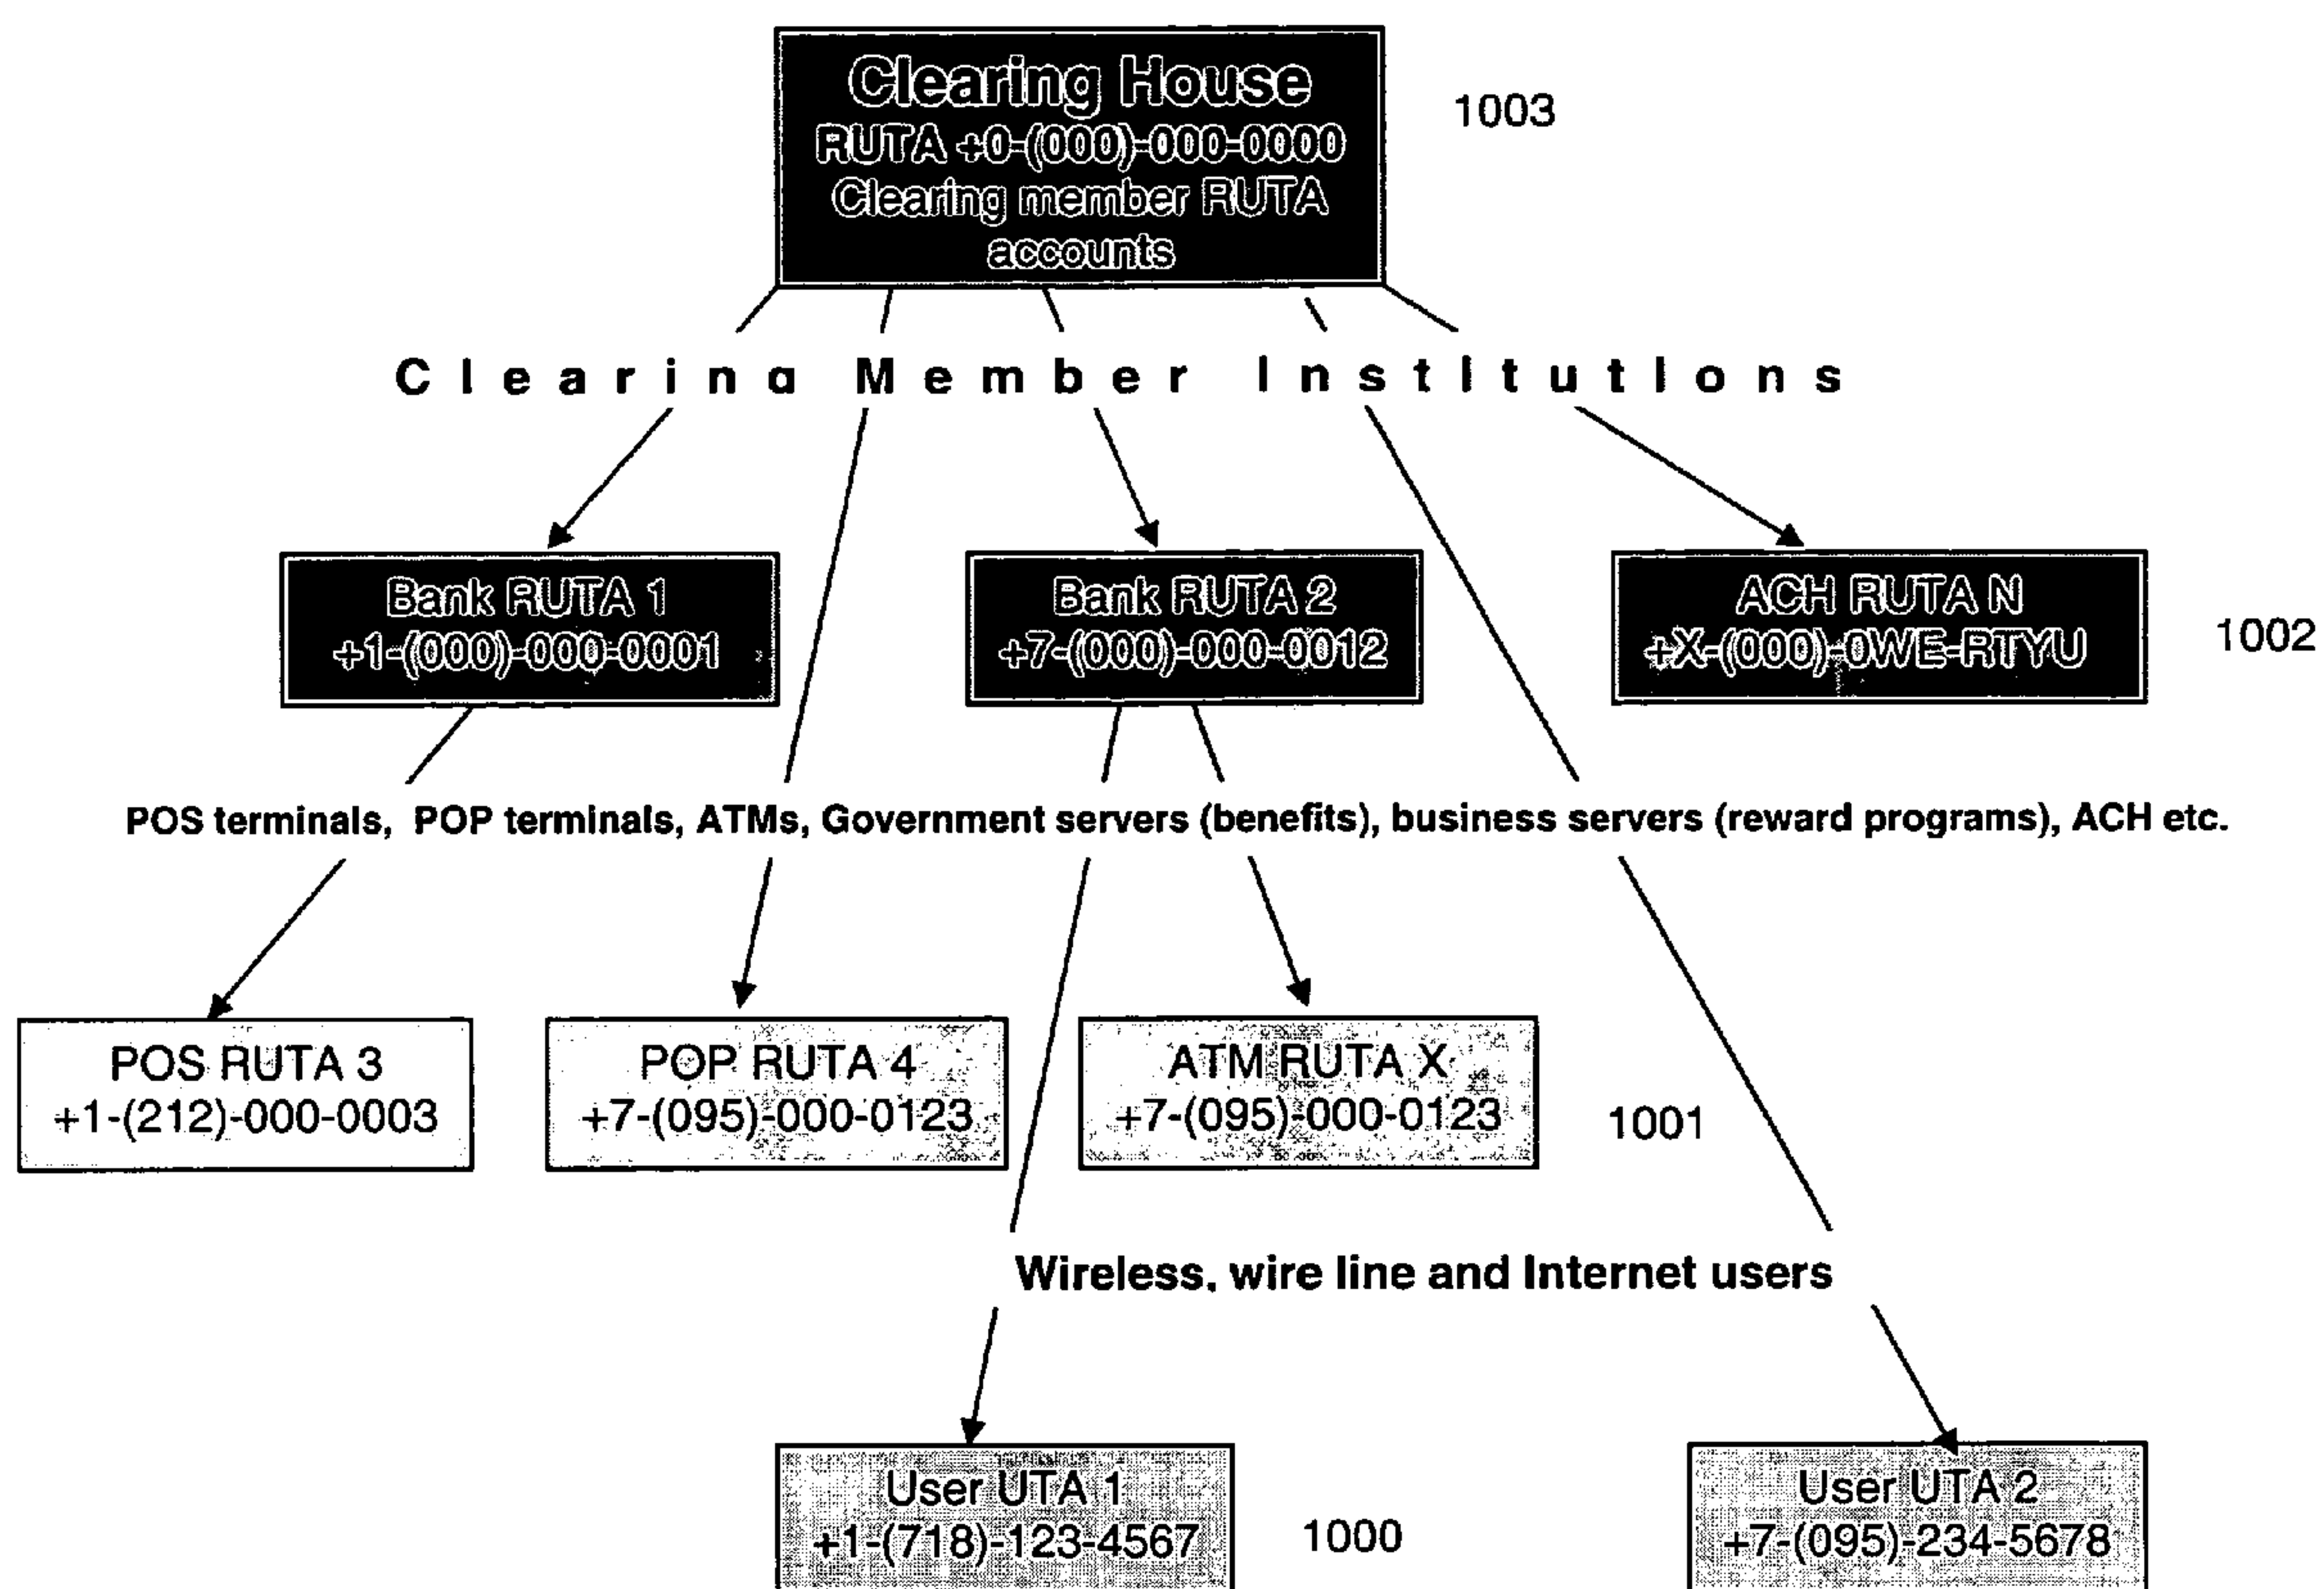 Clearing House
RUTA +0-(000)-000-0000
Clearing member RUTA
accounts
1003
Clearing Member Institutions
Bank RUTA 1
+1-(000)-000-0001
Bank RUTA 2
+7-(000)-000-0012
ACH RUTA N
+X-(000)-0WE-RTYU
1002
POS terminals, POP terminals, ATMs, Government servers (benefits), business servers (reward programs), ACH etc.
POS RUTA 3
+1-(212)-000-0003
POP RUTA 4
+7-(095)-000-0123
ATM RUTA X
+7-(095)-000-0123
1001
Wireless, wire line and Internet users
User UTA 1
+1-(718)-123-4567
1000
User UTA 2
+7-(095)-234-5678